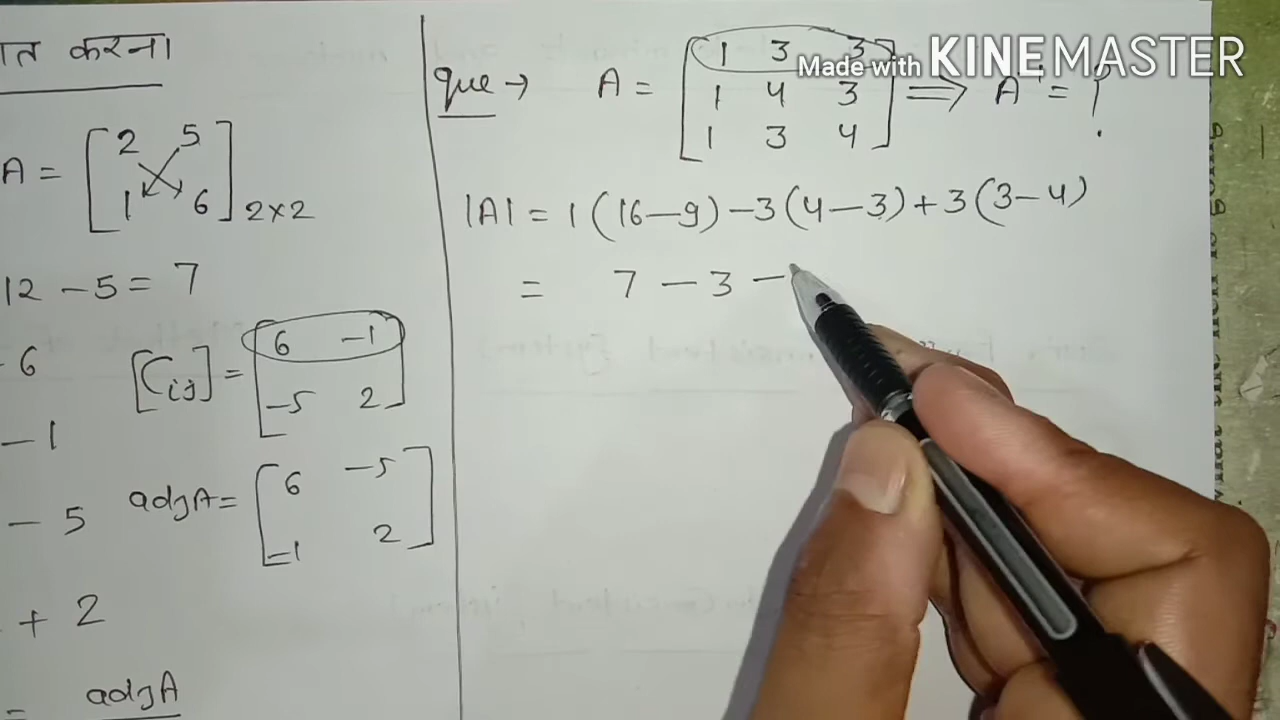 ात करना
A = [ 2 5
1 6 ] 2×2
12 − 5 = 7
- 6
[Cij] = [ 6 −1
−5 2 ]
− 1
adjA = [ 6 −5
−1 2 ]
− 5
+ 2
= adjA
que → A = [ 1 3 3
1 4 3
1 3 4 ] ⇒ A⁻¹ = ?
|A| = 1 (16 − 9) − 3 (4 − 3) + 3 (3 − 4)
= 7 − 3 −
Made with KINEMASTER